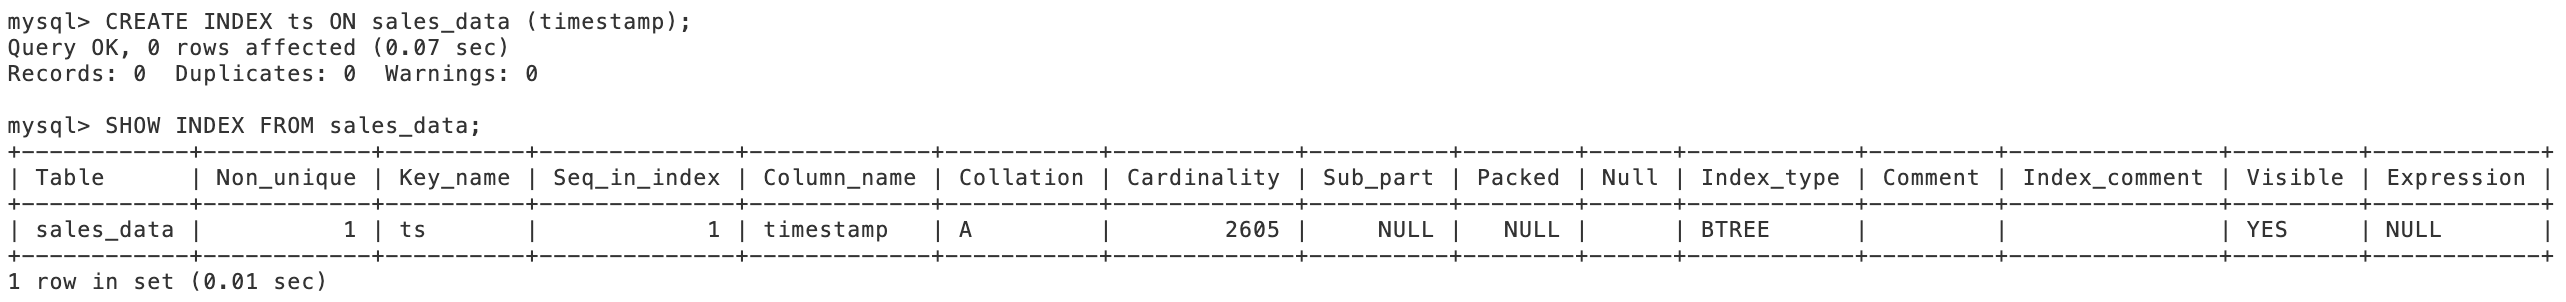 mysql> CREATE INDEX ts ON sales_data (timestamp);
Query OK, 0 rows affected (0.07 sec)
Records: 0  Duplicates: 0  Warnings: 0

mysql> SHOW INDEX FROM sales_data;
+------------+------------+----------+--------------+-------------+-----------+-------------+----------+--------+------+------------+---------+---------------+---------+------------+
| Table      | Non_unique | Key_name | Seq_in_index | Column_name | Collation | Cardinality | Sub_part | Packed | Null | Index_type | Comment | Index_comment | Visible | Expression |
+------------+------------+----------+--------------+-------------+-----------+-------------+----------+--------+------+------------+---------+---------------+---------+------------+
| sales_data |          1 | ts       |            1 | timestamp   | A         |        2605 |     NULL |   NULL |      | BTREE      |         |               | YES     | NULL       |
+------------+------------+----------+--------------+-------------+-----------+-------------+----------+--------+------+------------+---------+---------------+---------+------------+
1 row in set (0.01 sec)